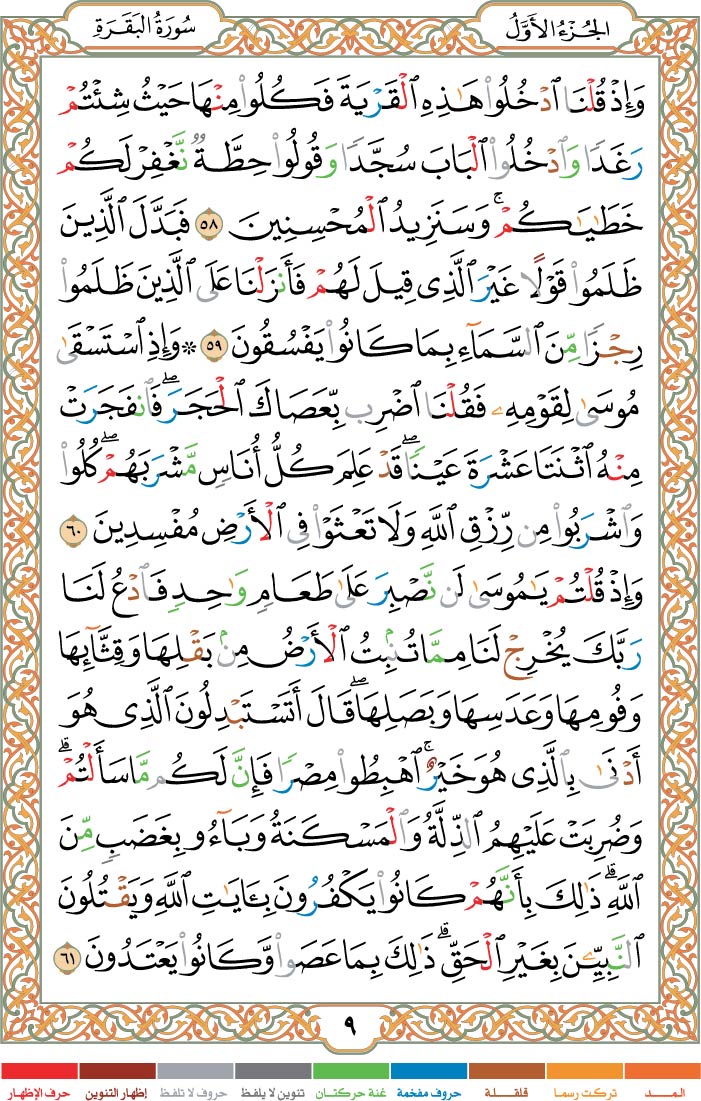 الجُزْءُ الأَوَّلُ
سُورَةُ البَقَرَةِ
وَإِذْ قُلْنَا ٱدْخُلُوا۟ هَـٰذِهِ ٱلْقَرْيَةَ فَكُلُوا۟ مِنْهَا حَيْثُ شِئْتُمْ
رَغَدًا وَٱدْخُلُوا۟ ٱلْبَابَ سُجَّدًا وَقُولُوا۟ حِطَّةٌ نَّغْفِرْ لَكُمْ
خَطَـٰيَـٰكُمْ ۚ وَسَنَزِيدُ ٱلْمُحْسِنِينَ ٥٨ فَبَدَّلَ ٱلَّذِينَ
ظَلَمُوا۟ قَوْلًا غَيْرَ ٱلَّذِى قِيلَ لَهُمْ فَأَنزَلْنَا عَلَى ٱلَّذِينَ ظَلَمُوا۟
رِجْزًا مِّنَ ٱلسَّمَآءِ بِمَا كَانُوا۟ يَفْسُقُونَ ٥٩ ۞ وَإِذِ ٱسْتَسْقَىٰ
مُوسَىٰ لِقَوْمِهِۦ فَقُلْنَا ٱضْرِب بِّعَصَاكَ ٱلْحَجَرَ ۖ فَٱنفَجَرَتْ
مِنْهُ ٱثْنَتَا عَشْرَةَ عَيْنًا ۖ قَدْ عَلِمَ كُلُّ أُنَاسٍ مَّشْرَبَهُمْ ۖ كُلُوا۟
وَٱشْرَبُوا۟ مِن رِّزْقِ ٱللَّهِ وَلَا تَعْثَوْا۟ فِى ٱلْأَرْضِ مُفْسِدِينَ ٦٠
وَإِذْ قُلْتُمْ يَـٰمُوسَىٰ لَن نَّصْبِرَ عَلَىٰ طَعَامٍ وَٰحِدٍ فَٱدْعُ لَنَا
رَبَّكَ يُخْرِجْ لَنَا مِمَّا تُنۢبِتُ ٱلْأَرْضُ مِنۢ بَقْلِهَا وَقِثَّآئِهَا
وَفُومِهَا وَعَدَسِهَا وَبَصَلِهَا ۖ قَالَ أَتَسْتَبْدِلُونَ ٱلَّذِى هُوَ
أَدْنَىٰ بِٱلَّذِى هُوَ خَيْرٌ ۚ ٱهْبِطُوا۟ مِصْرًا فَإِنَّ لَكُم مَّا سَأَلْتُمْ ۗ
وَضُرِبَتْ عَلَيْهِمُ ٱلذِّلَّةُ وَٱلْمَسْكَنَةُ وَبَآءُو بِغَضَبٍ مِّنَ
ٱللَّهِ ۗ ذَٰلِكَ بِأَنَّهُمْ كَانُوا۟ يَكْفُرُونَ بِـَٔايَـٰتِ ٱللَّهِ وَيَقْتُلُونَ
ٱلنَّبِيِّـۧنَ بِغَيْرِ ٱلْحَقِّ ۗ ذَٰلِكَ بِمَا عَصَوا۟ وَّكَانُوا۟ يَعْتَدُونَ ٦١
٩
المـــد تركت رسما قلقـــلة حروف مفخمة غنة حركتان تنوين لا يلفظ حروف لا تلفظ إظهار التنوين حرف الإظهار